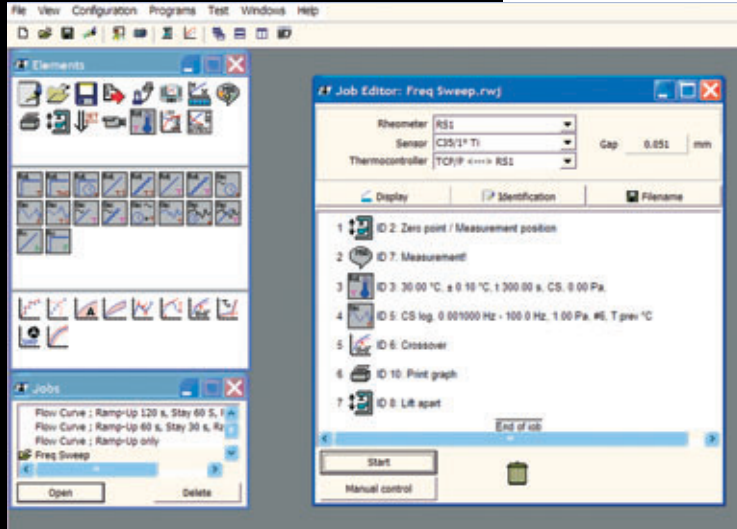 File View Configuration Programs Test Windows Help
Elements
Jobs
Flow Curve ; Ramp-Up 120 s, Stay 60 S,
Flow Curve ; Ramp-Up 60 s, Stay 30 s,
Flow Curve ; Ramp-Up only
Freq Sweep
Open Delete
Job Editor: Freq Sweep.rwj
Rheometer RS1
Sensor C35/1° Ti Gap 0.051 mm
Thermocontroller TCP/P <---> RS1
Display Identification Filename
1 ID 2: Zero point / Measurement position
2 ID 7: Measurement!
3 ID 3: 30.00 °C, ± 0.10 °C, t 300.00 s, CS, 0.00 Pa,
4 ID 5: CS log, 0.001000 Hz - 100.0 Hz, 1.00 Pa, #6, T prev °C
5 ID 6: Crossover
6 ID 10: Print graph
7 ID 8: Lift apart
End of job
Start
Manual control